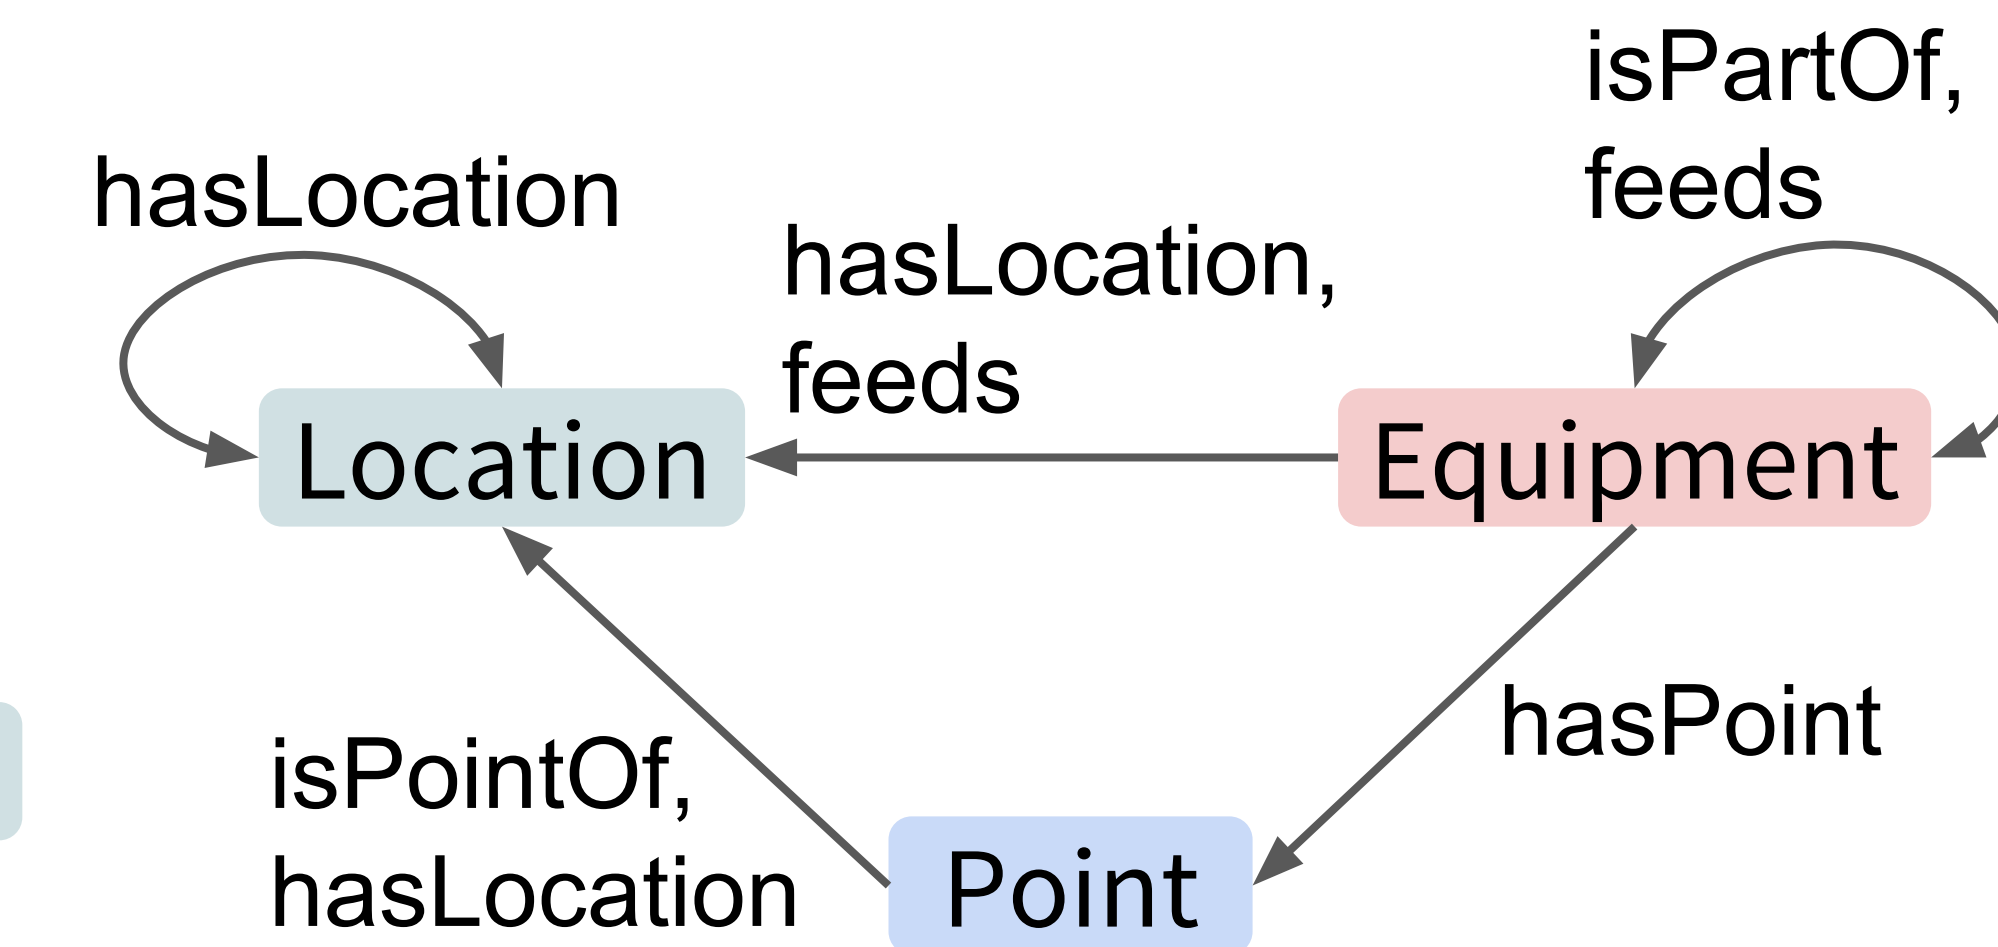 isPartOf,
feeds
hasLocation
hasLocation,
feeds
Location
Equipment
hasPoint
isPointOf,
hasLocation
Point